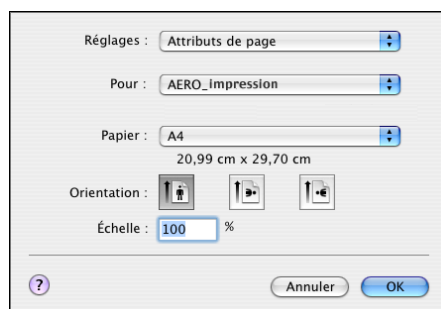 Réglages : Attributs de page
Pour : AERO_impression
Papier : A4
20,99 cm x 29,70 cm
Orientation :
Échelle : 100 %
? Annuler OK